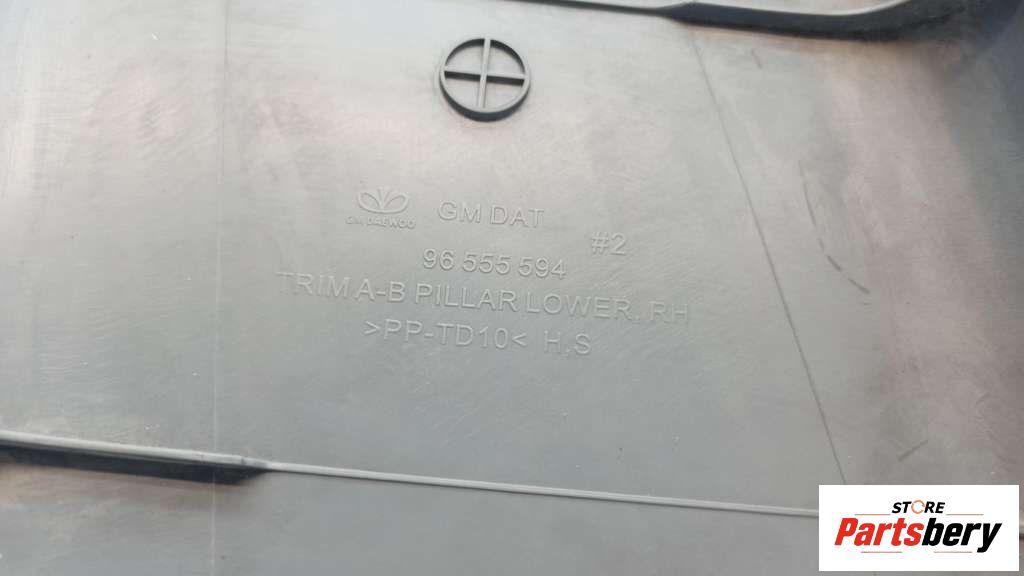 GM DAEWOO
GM DAT
#2
96 555 594
TRIM A-B PILLAR LOWER, RH
>PP-TD10< H,S
STORE
Partsbery